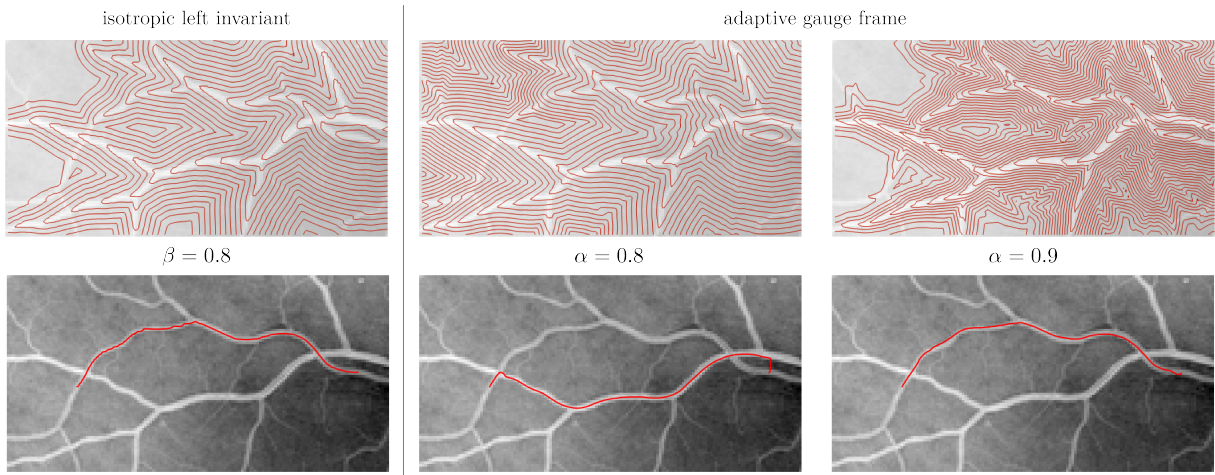 isotropic left invariant
adaptive gauge frame
β = 0.8
α = 0.8
α = 0.9